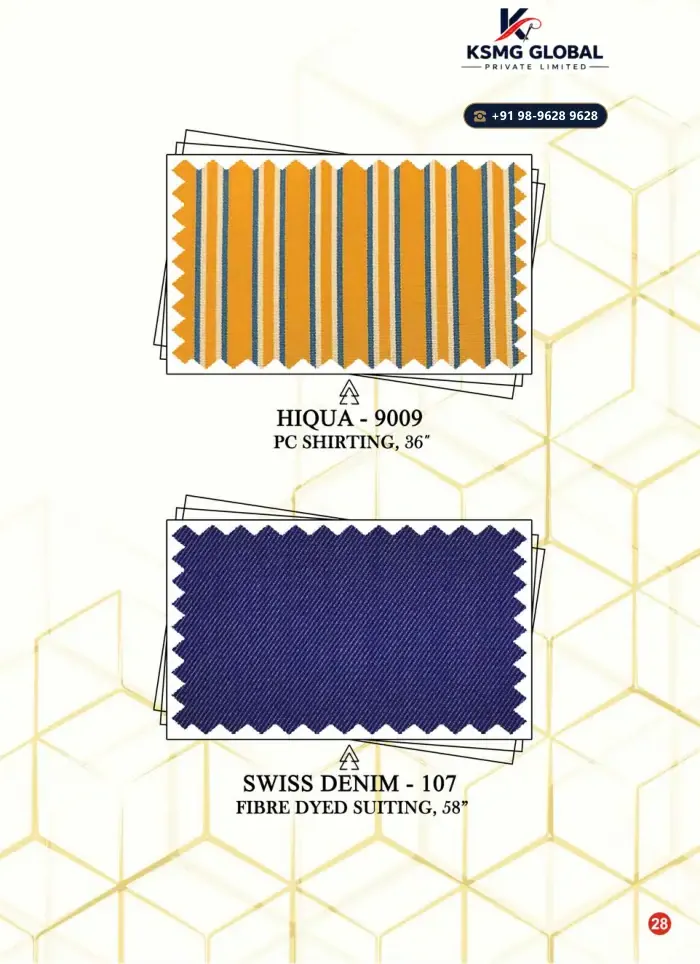 KSMG GLOBAL
PRIVATE LIMITED
+91 98-9628 9628
HIQUA - 9009
PC SHIRTING, 36"
SWISS DENIM - 107
FIBRE DYED SUITING, 58”
28